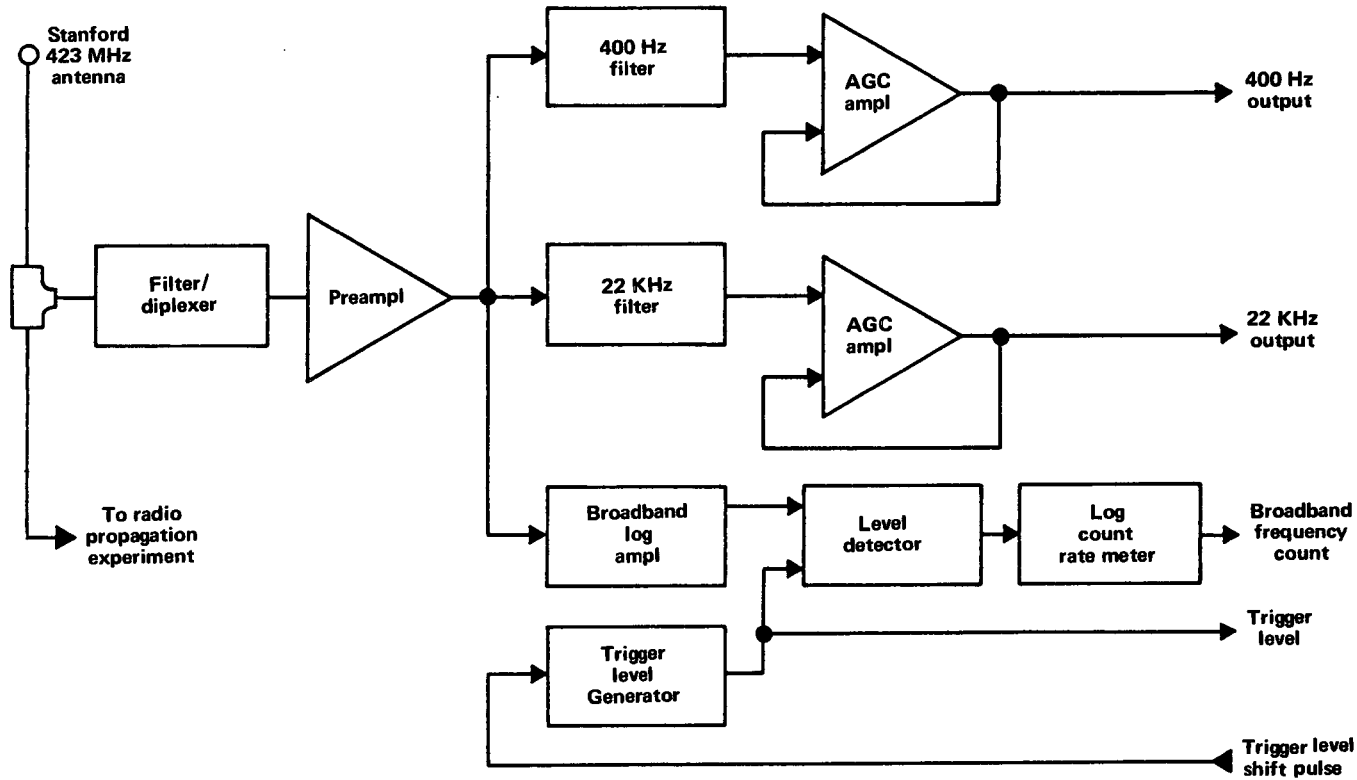 Stanford
423 MHz
antenna
400 Hz
filter
AGC
ampl
400 Hz
output
Filter/
diplexer
Preampl
22 KHz
filter
AGC
ampl
22 KHz
output
To radio
propagation
experiment
Broadband
log
ampl
Level
detector
Log
count
rate meter
Broadband
frequency
count
Trigger
level
Trigger
level
Generator
Trigger level
shift pulse